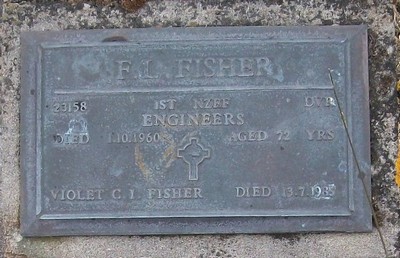 F. L. FISHER
23158 1ST NZEF DVR
ENGINEERS
DIED 1.10.1960 AGED 72 YRS
VIOLET C. I. FISHER DIED 13.7.1985